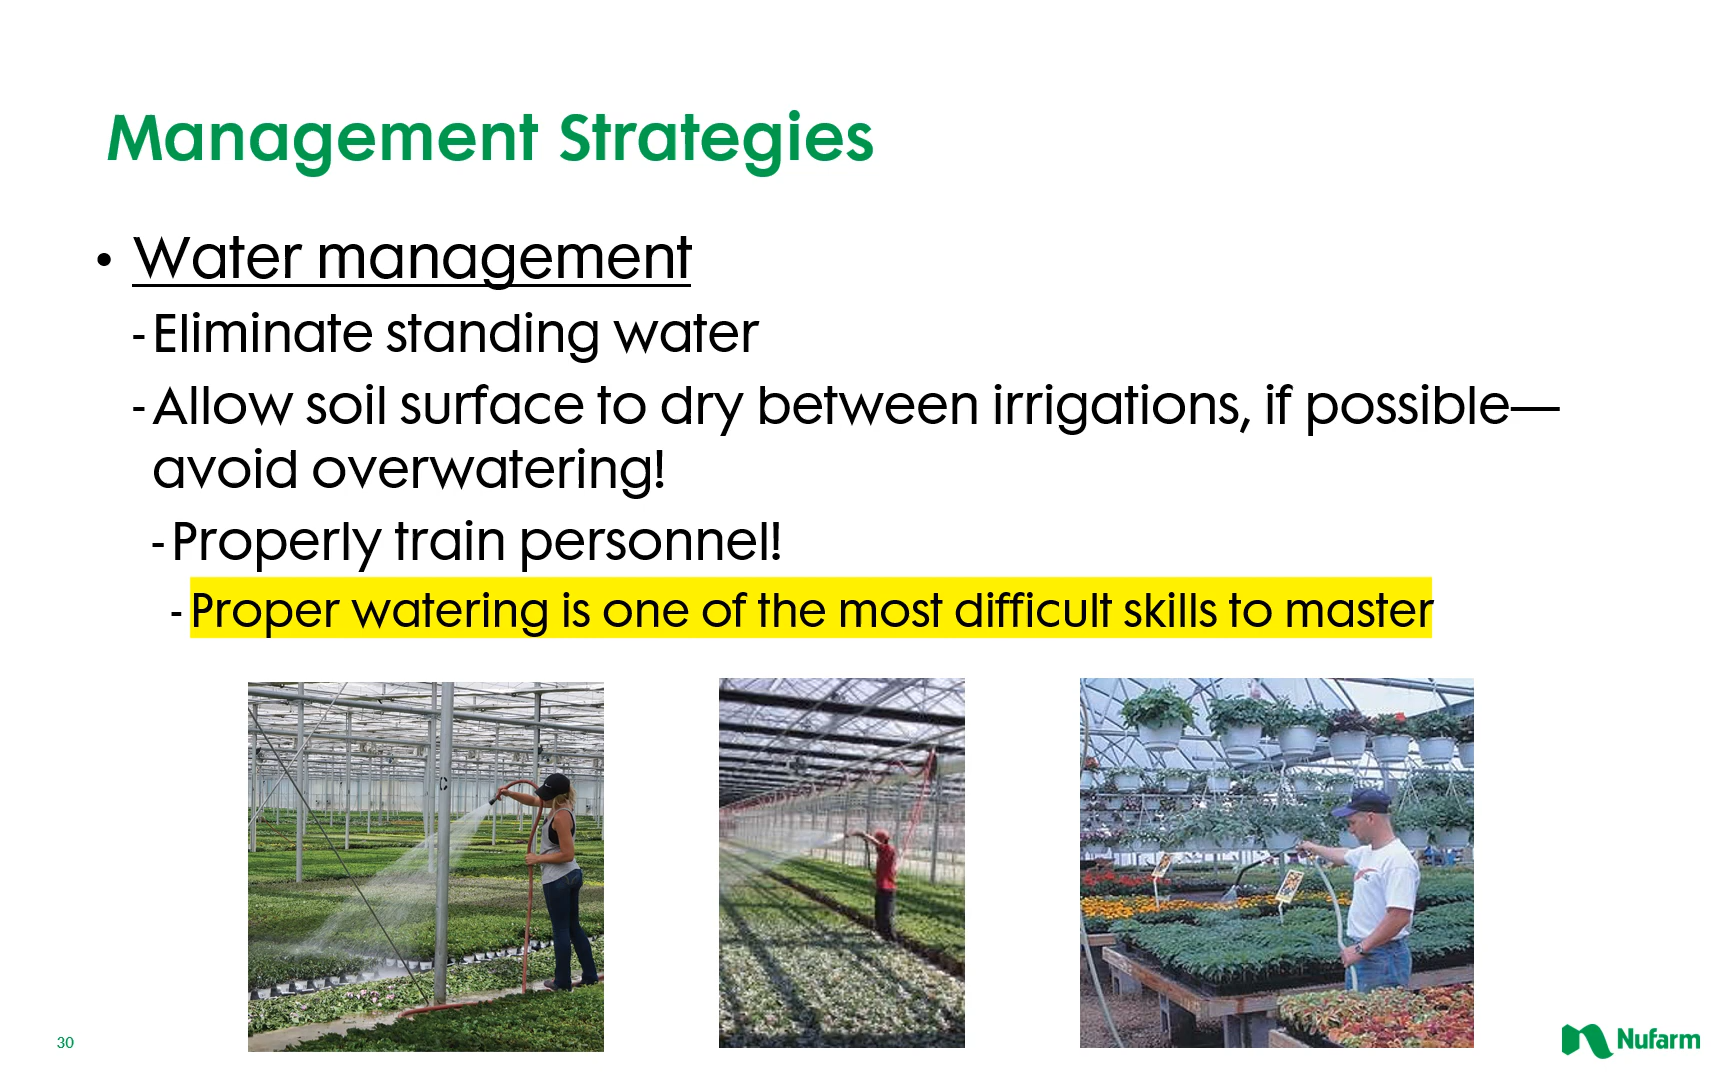 Management Strategies
• Water management
- Eliminate standing water
- Allow soil surface to dry between irrigations, if possible—
avoid overwatering!
- Properly train personnel!
- Proper watering is one of the most difficult skills to master
30
Nufarm